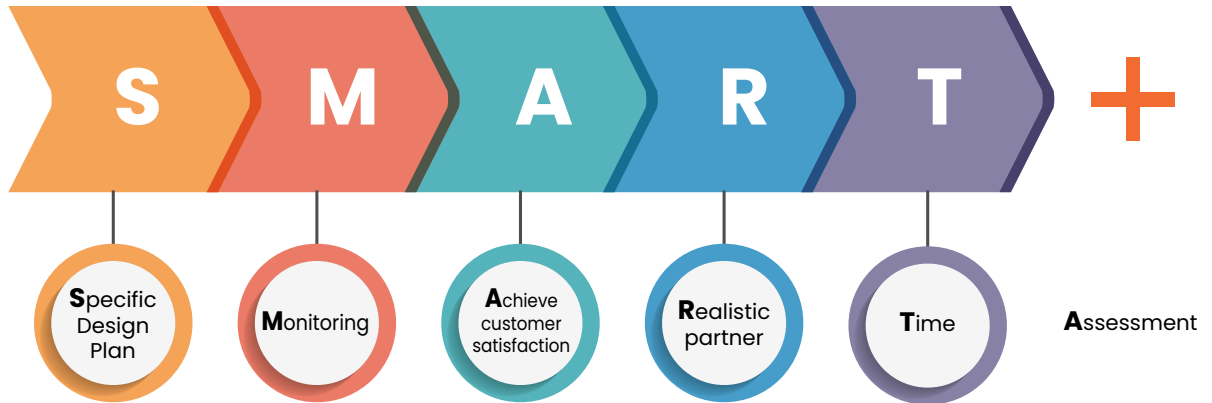 S M A R T +
Specific
Design
Plan
Monitoring
Achieve
customer
satisfaction
Realistic
partner
Time
Assessment